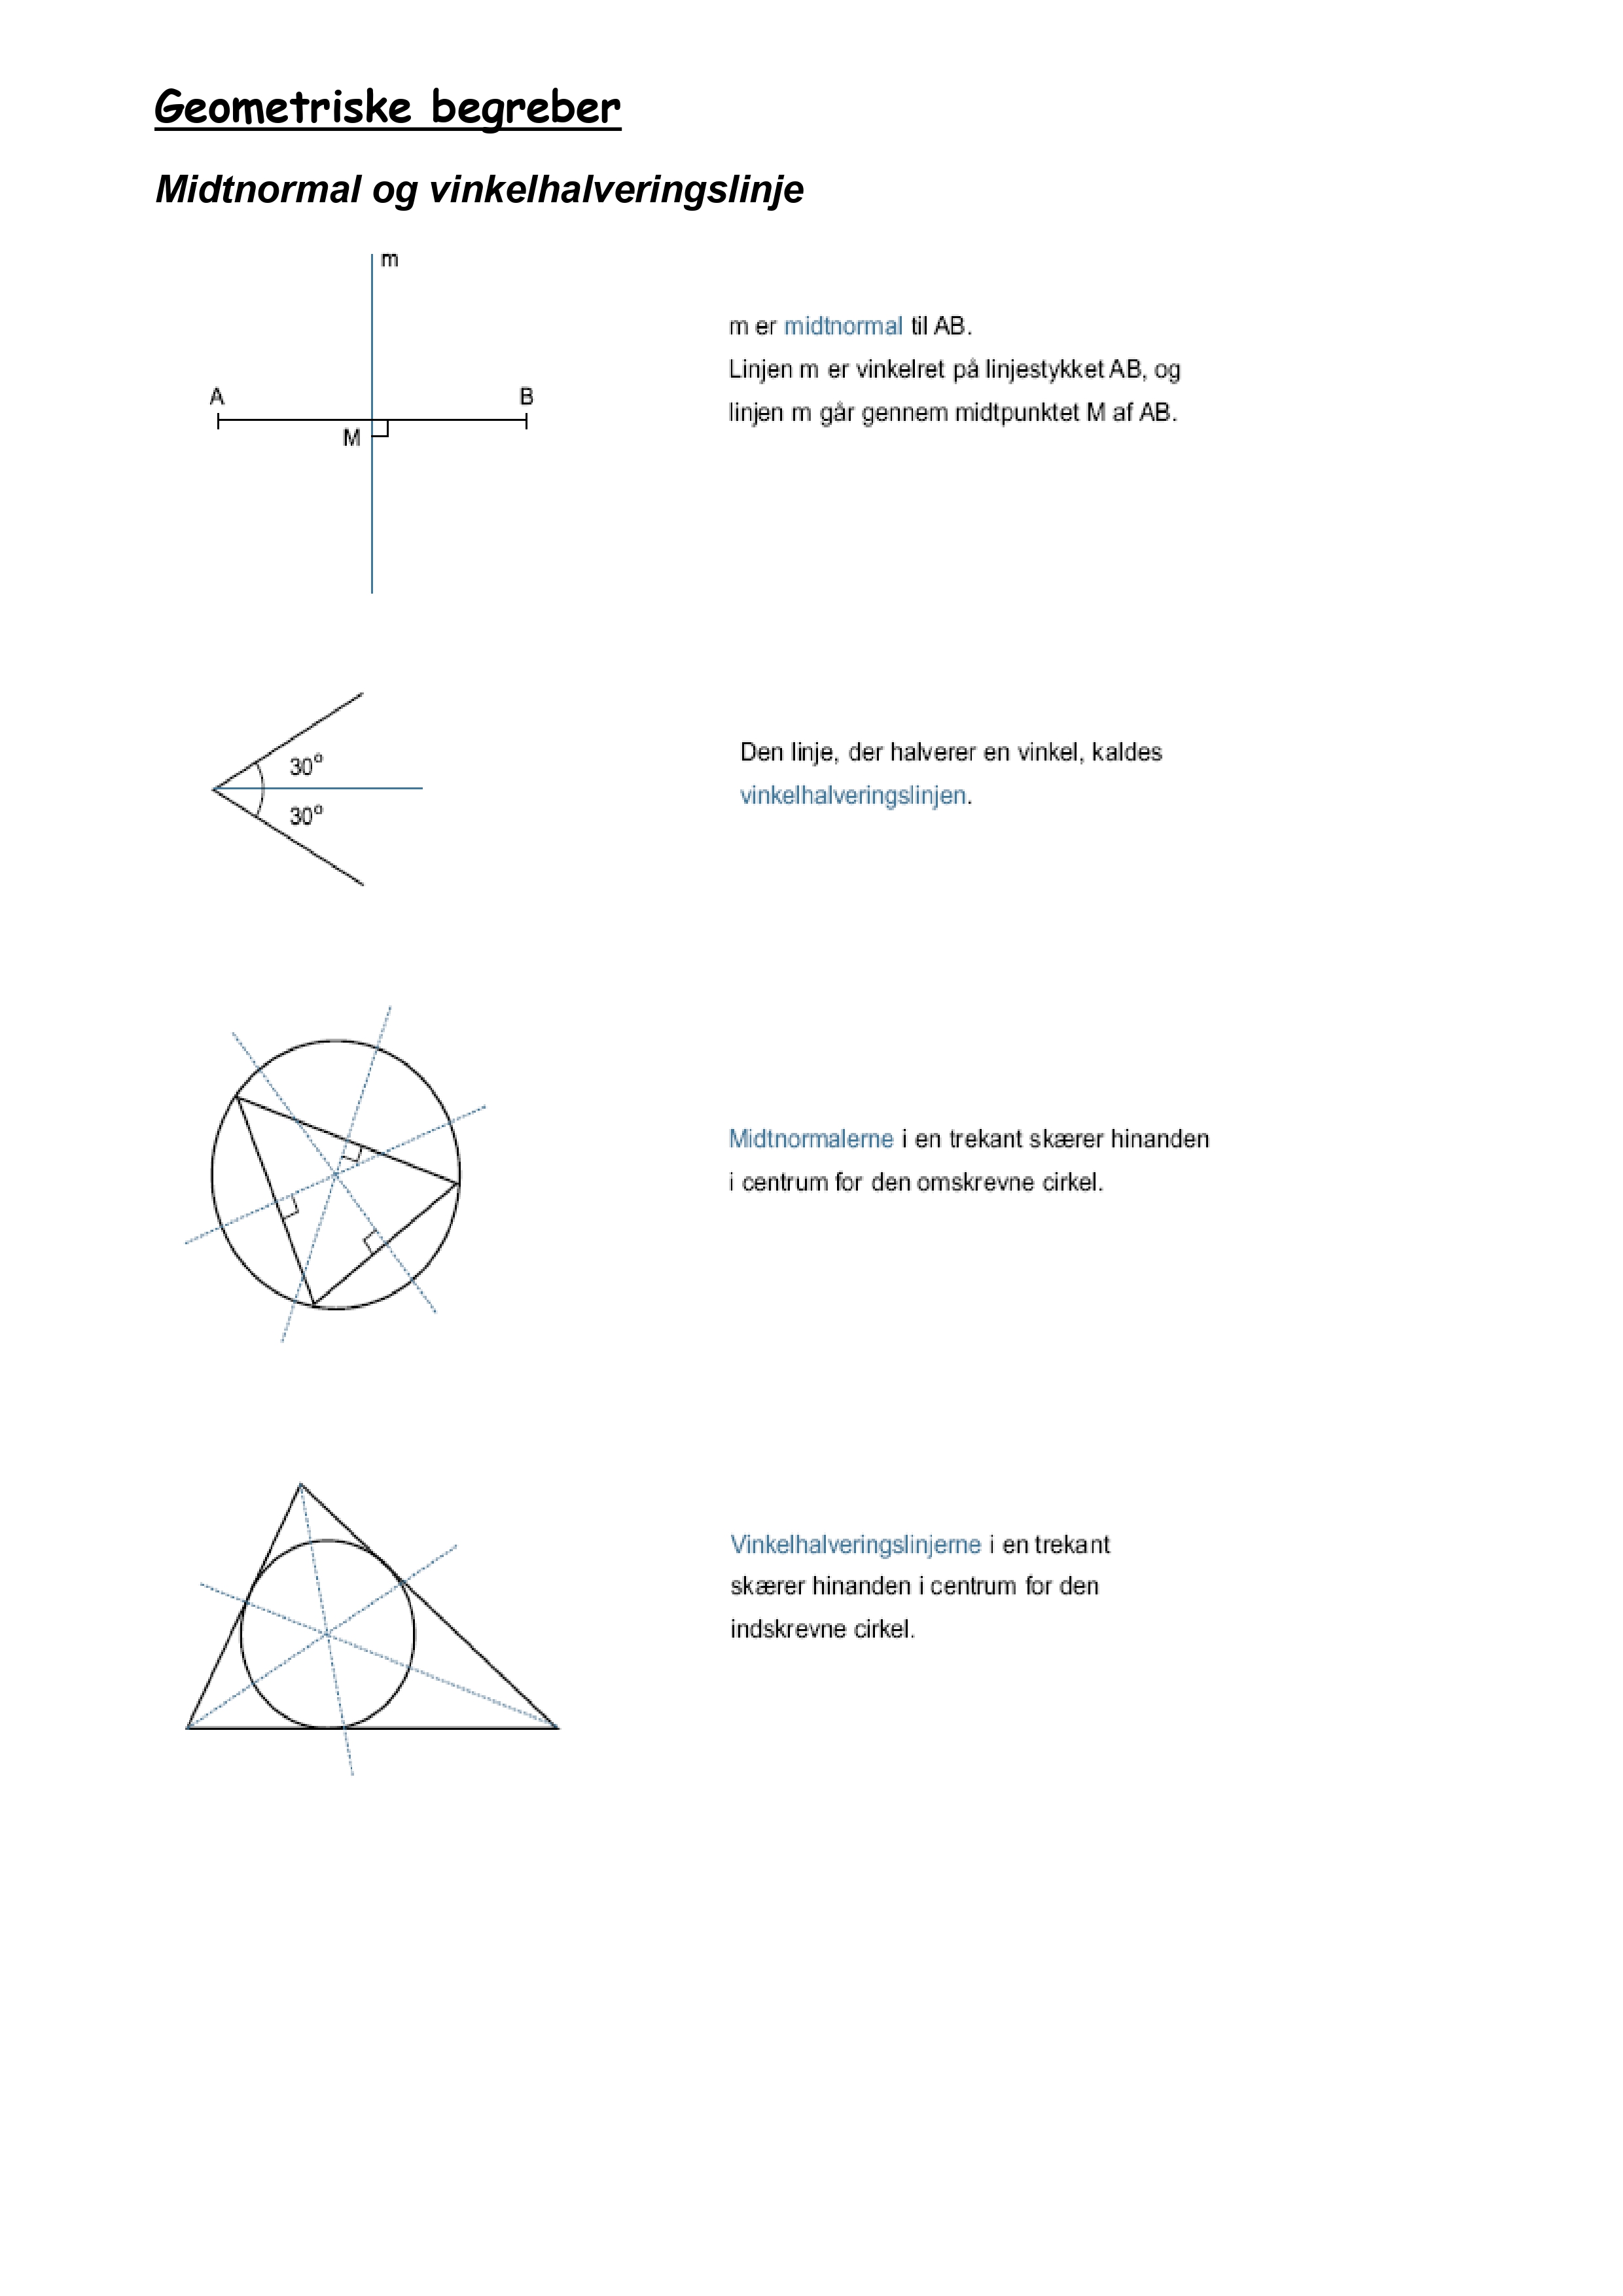 Geometriske begreber
Midtnormal og vinkelhalveringslinje
m
A
B
M
m er midtnormal til AB.
Linjen m er vinkelret på linjestykket AB, og
linjen m går gennem midtpunktet M af AB.
30°
30°
Den linje, der halverer en vinkel, kaldes
vinkelhalveringslinjen.
Midtnormalerne i en trekant skærer hinanden
i centrum for den omskrevne cirkel.
Vinkelhalveringslinjerne i en trekant
skærer hinanden i centrum for den
indskrevne cirkel.